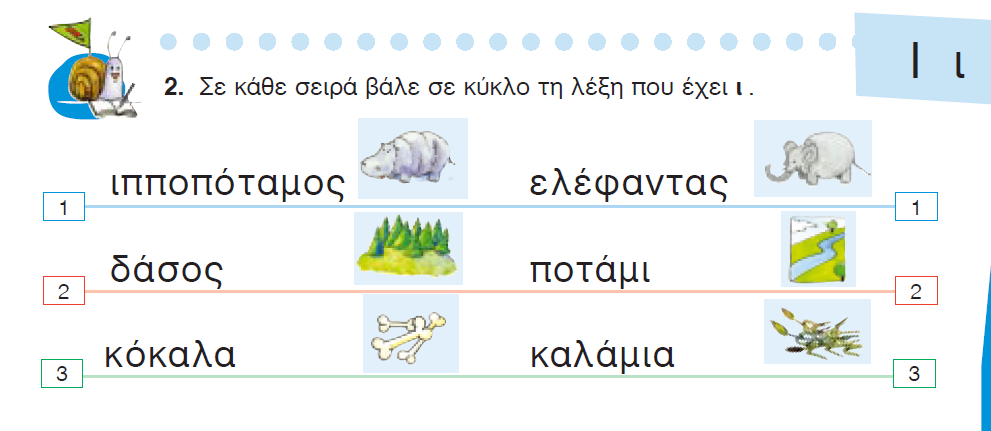 Ι ι
2. Σε κάθε σειρά βάλε σε κύκλο τη λέξη που έχει ι .
ιπποπόταμος ελέφαντας
1 1
δάσος ποτάμι
2 2
κόκαλα καλάμια
3 3